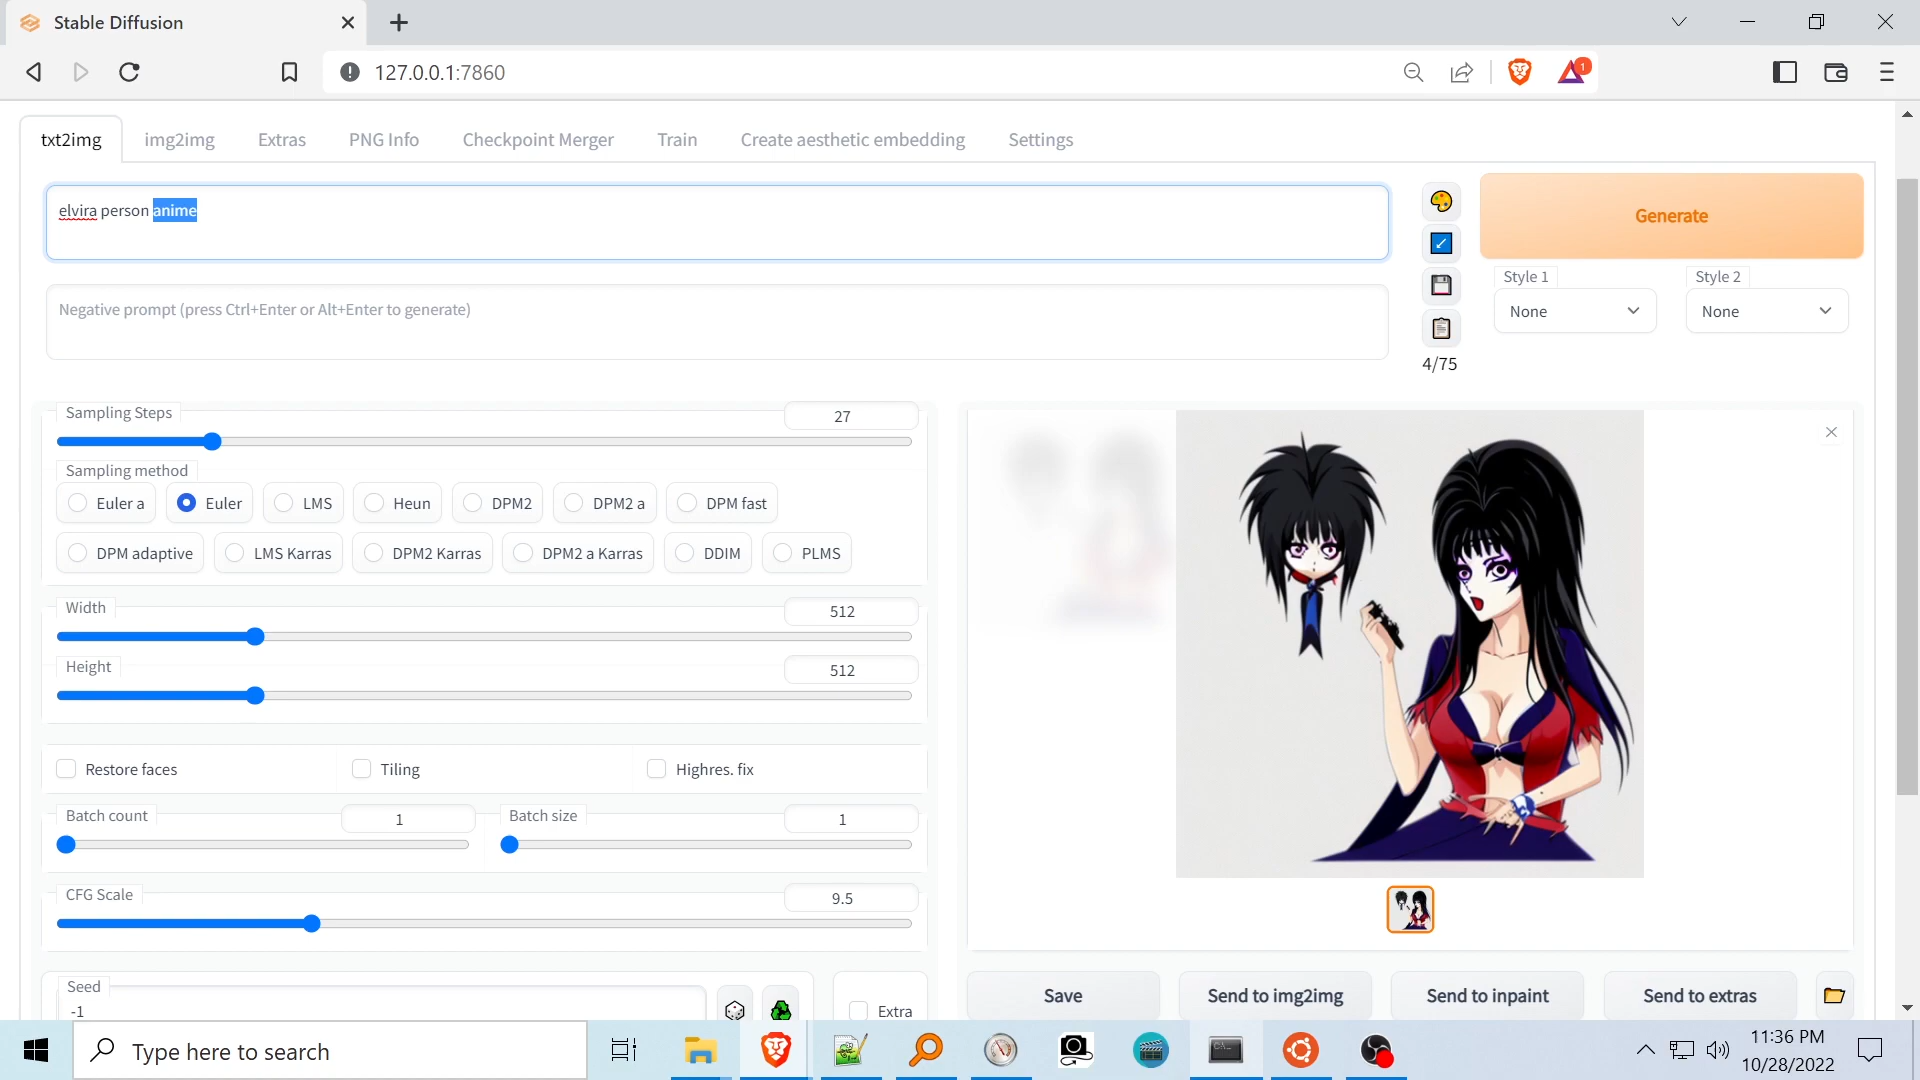 Stable Diffusion
127.0.0.1:7860
1
txt2img img2img Extras PNG Info Checkpoint Merger Train Create aesthetic embedding Settings
elvira person anime
Generate
Style 1 Style 2
None None
Negative prompt (press Ctrl+Enter or Alt+Enter to generate)
4/75
Sampling Steps 27
Sampling method
Euler a Euler LMS Heun DPM2 DPM2 a DPM fast
DPM adaptive LMS Karras DPM2 Karras DPM2 a Karras DDIM PLMS
Width 512
Height 512
Restore faces Tiling Highres. fix
Batch count 1 Batch size 1
CFG Scale 9.5
Seed
-1 Extra
Save Send to img2img Send to inpaint Send to extras
Type here to search
11:36 PM
10/28/2022